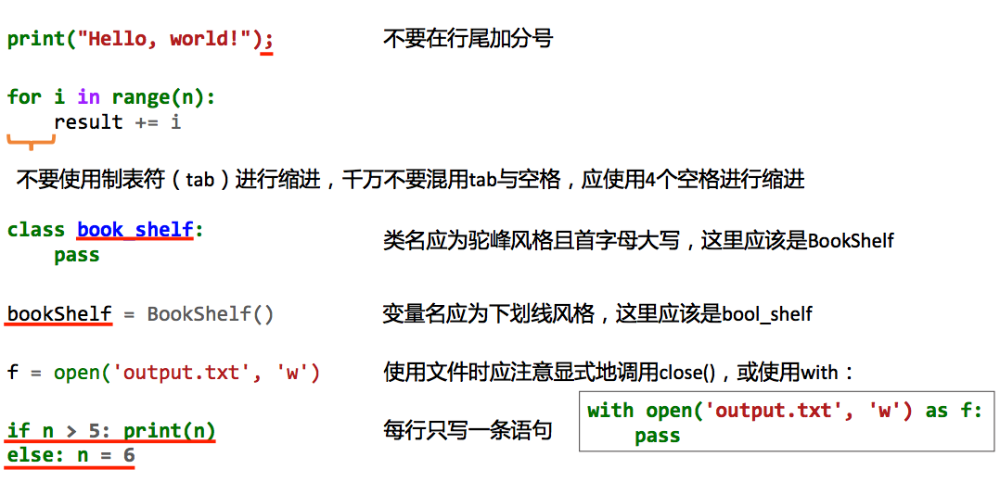 print("Hello, world!"); 不要在行尾加分号
for i in range(n):
    result += i
不要使用制表符（tab）进行缩进，千万不要混用tab与空格，应使用4个空格进行缩进
class book_shelf:
    pass
类名应为驼峰风格且首字母大写，这里应该是BookShelf
bookShelf = BookShelf() 变量名应为下划线风格，这里应该是bool_shelf
f = open('output.txt', 'w') 使用文件时应注意显式地调用close()，或使用with：
with open('output.txt', 'w') as f:
    pass
if n > 5: print(n) 每行只写一条语句
else: n = 6